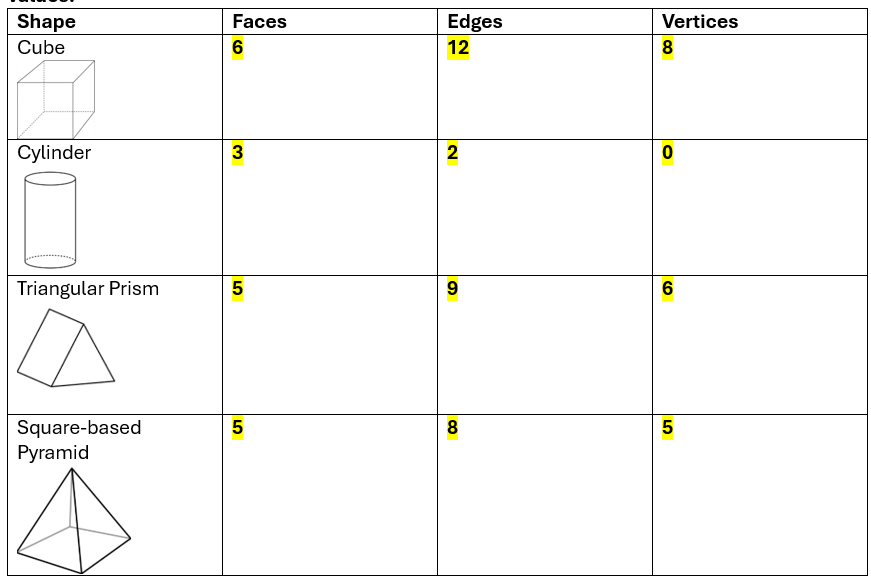 values.
Shape Faces Edges Vertices
Cube 6 12 8
Cylinder 3 2 0
Triangular Prism 5 9 6
Square-based 5 8 5
Pyramid